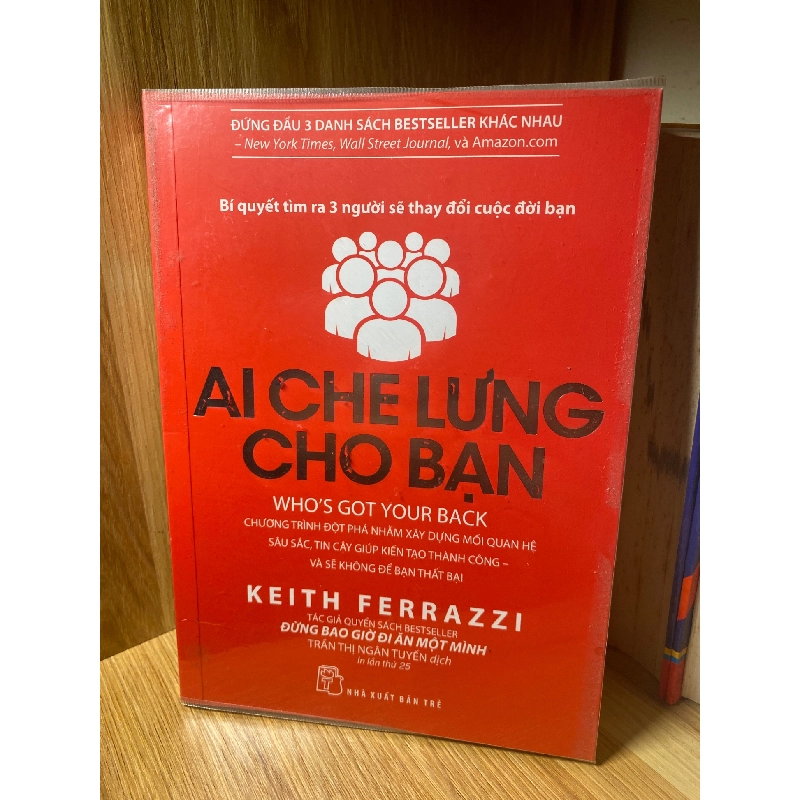 ĐỨNG ĐẦU 3 DANH SÁCH BESTSELLER KHÁC NHAU
– New York Times, Wall Street Journal, và Amazon.com
Bí quyết tìm ra 3 người sẽ thay đổi cuộc đời bạn
AI CHE LƯNG
CHO BẠN
WHO'S GOT YOUR BACK
CHƯƠNG TRÌNH ĐỘT PHÁ NHẰM XÂY DỰNG MỐI QUAN HỆ
SÂU SẮC, TIN CẬY GIÚP KIẾN TẠO THÀNH CÔNG –
VÀ SẼ KHÔNG ĐỂ BẠN THẤT BẠI
KEITH FERRAZZI
TÁC GIẢ QUYỂN SÁCH BESTSELLER
ĐỪNG BAO GIỜ ĐI ĂN MỘT MÌNH
TRẦN THỊ NGÂN TUYẾN dịch
In lần thứ 25
NHÀ XUẤT BẢN TRẺ